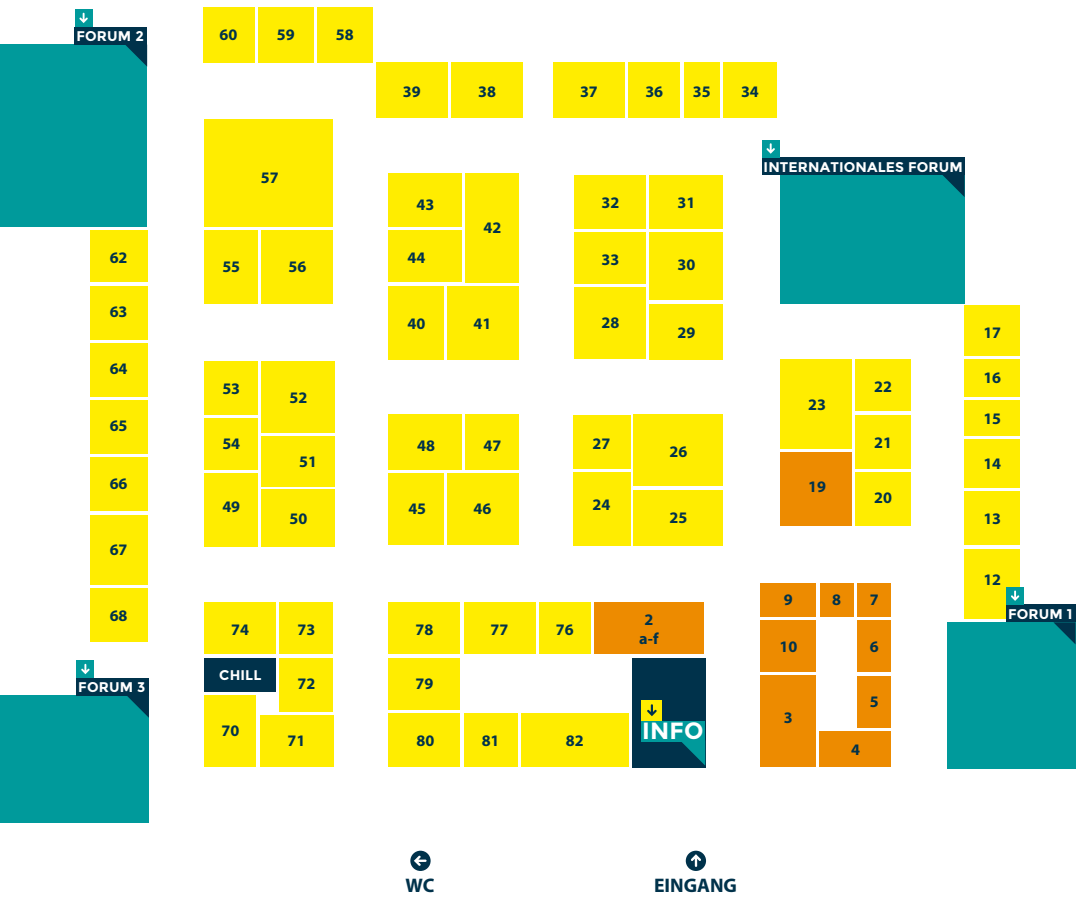 FORUM 2
60 59 58
39 38 37 36 35 34
INTERNATIONALES FORUM
57
43 42 32 31
44 33 30
62 55 56
63 40 41 28 29
17
64 53 52 23 22 16
65 54 51 48 47 27 26 21 15
14
66 49 50 45 46 24 25 19 20 13
67
12
68 74 73 78 77 76 2
a-f
9 8 7
FORUM 1
10 6
CHILL 72 79
FORUM 3
70 71 80 81 82 INFO 3 5
4
WC EINGANG